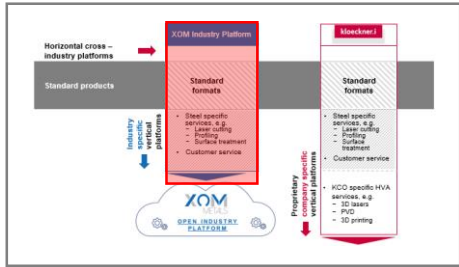 XOM Industry Platform
kloeckner.i
Horizontal cross –
industry platforms
Standard products
Standard
formats
Standard
formats
Industry
specific
vertical
platforms
• Steel specific
services, e.g.
– Laser cutting
– Profiling
– Surface
treatment
• Customer service
• Steel specific
services, e.g.
– Laser cutting
– Profiling
– Surface
treatment
• Customer service
XOM
METALS
OPEN INDUSTRY
PLATFORM
Proprietary
company specific
vertical platforms
• KCO specific HVA
services, e.g.
– 3D lasers
– PVD
– 3D printing